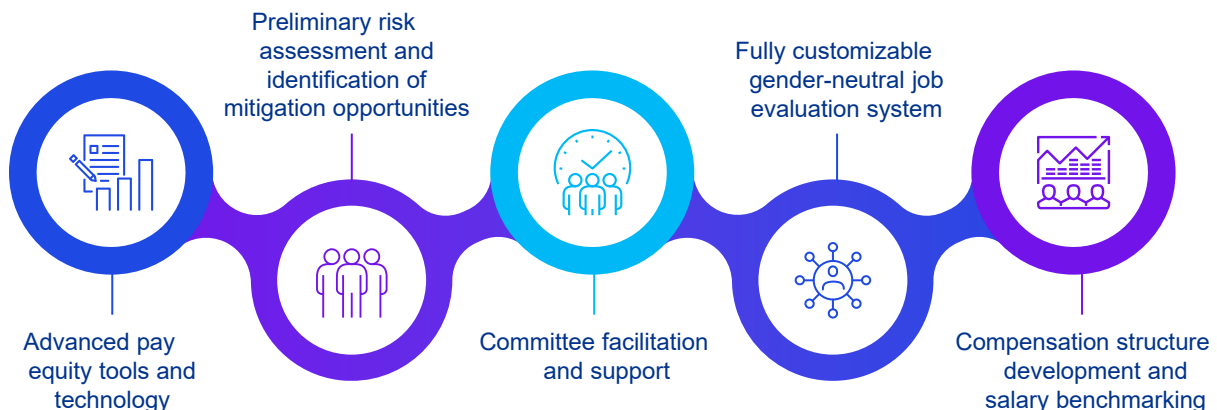 Advanced pay
equity tools and
technology
Preliminary risk
assessment and
identification of
mitigation opportunities
Committee facilitation
and support
Fully customizable
gender-neutral job
evaluation system
Compensation structure
development and
salary benchmarking